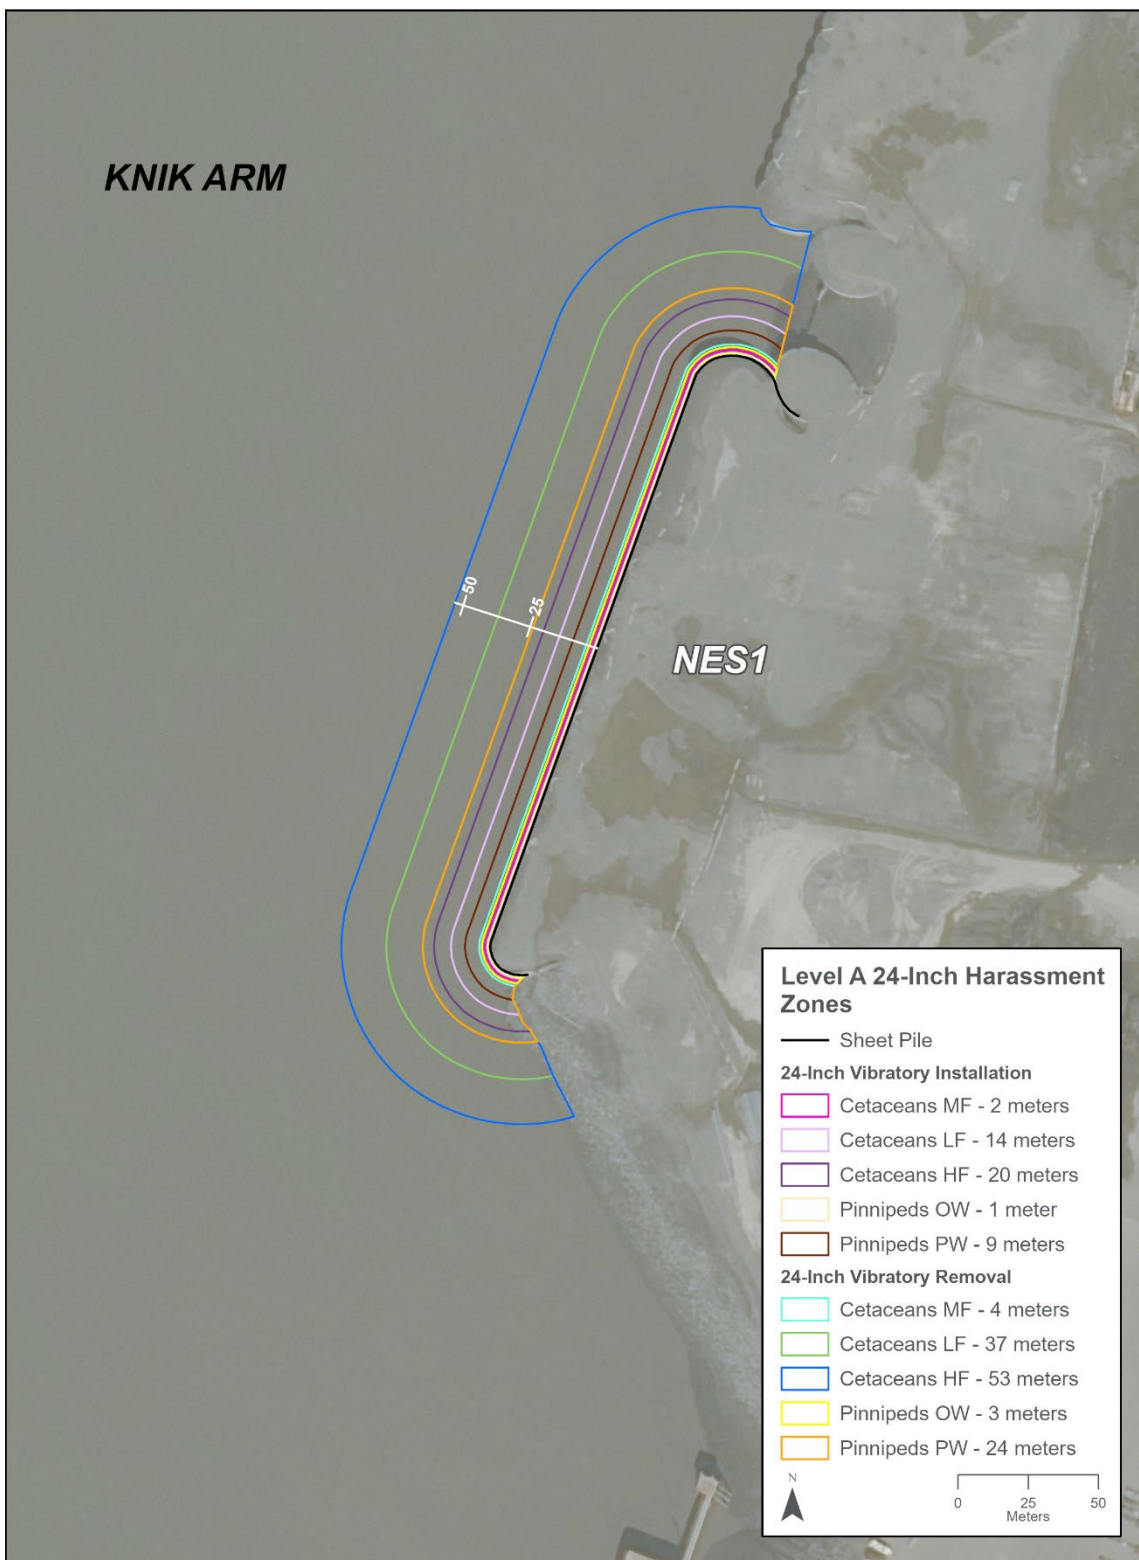 KNIK ARM
50
25
NES1
Level A 24-Inch Harassment
Zones
Sheet Pile
24-Inch Vibratory Installation
Cetaceans MF - 2 meters
Cetaceans LF - 14 meters
Cetaceans HF - 20 meters
Pinnipeds OW - 1 meter
Pinnipeds PW - 9 meters
24-Inch Vibratory Removal
Cetaceans MF - 4 meters
Cetaceans LF - 37 meters
Cetaceans HF - 53 meters
Pinnipeds OW - 3 meters
Pinnipeds PW - 24 meters
N
0 25 50
Meters